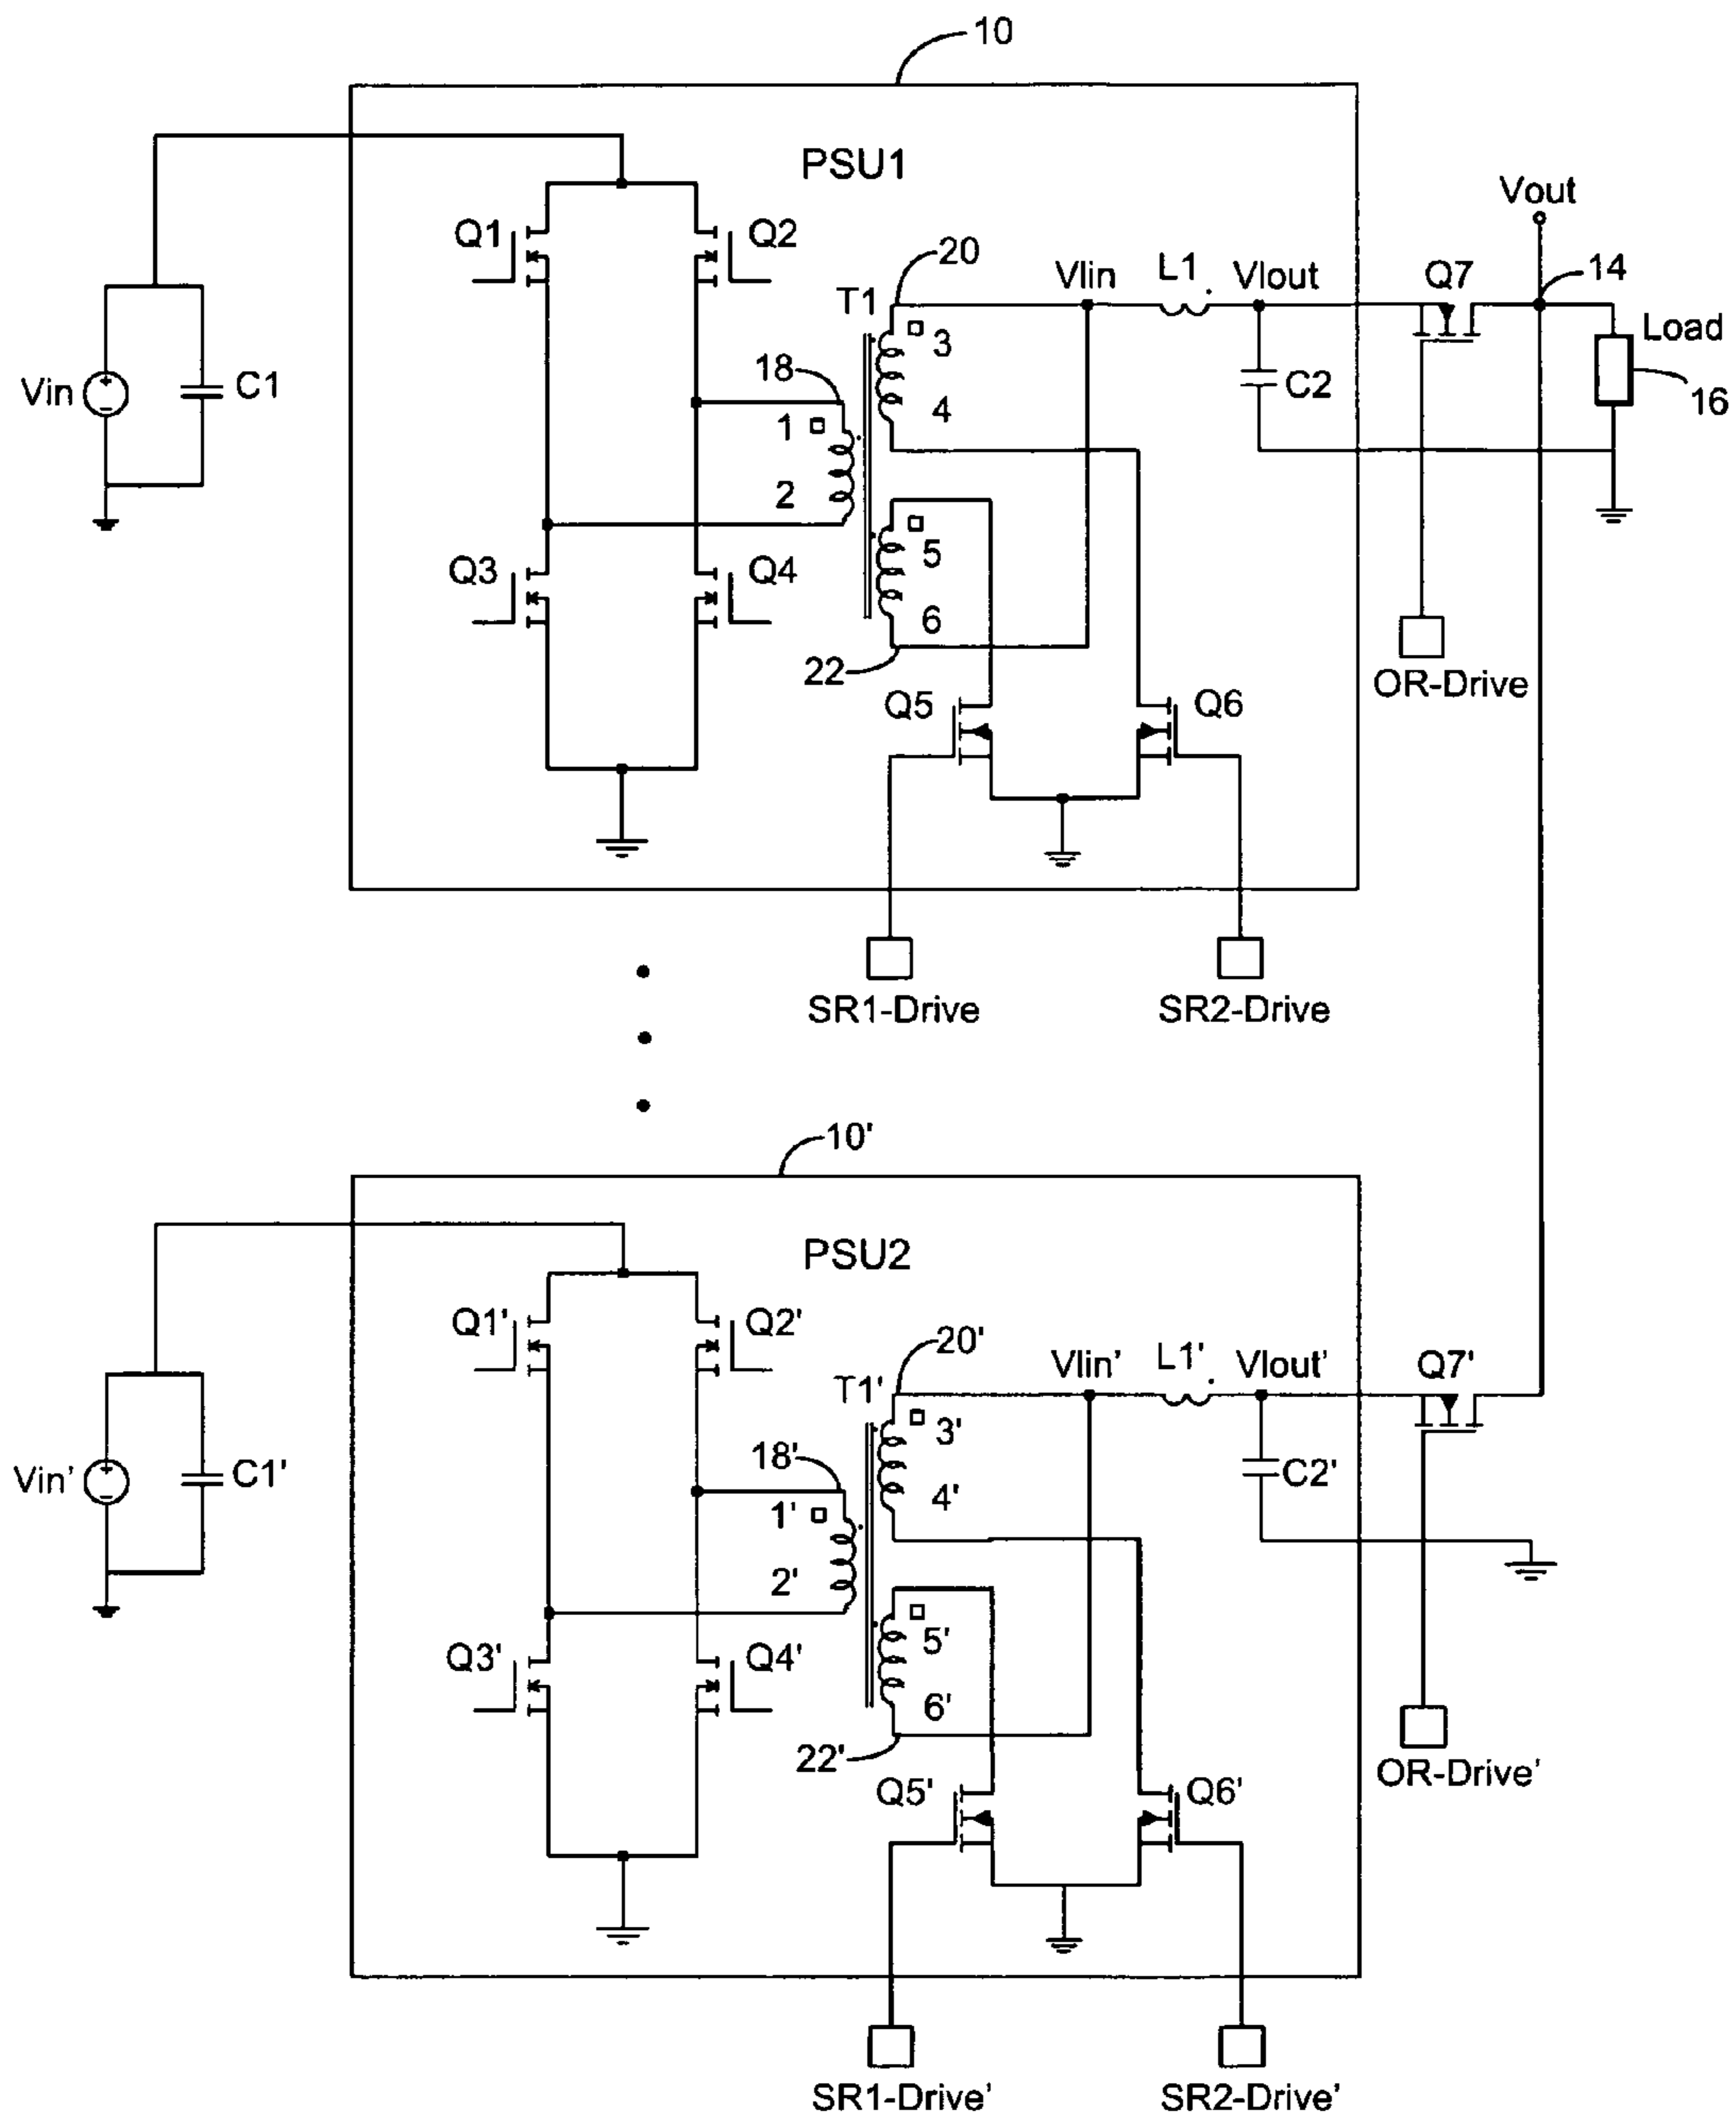 10
PSU1
Vout
Q1
Q2
20
Vlin
L1
Vlout
Q7
14
T1
3
Load
18
Vin
C1
C2
16
1
4
2
5
Q3
Q4
6
22
OR-Drive
Q5
Q6
SR1-Drive
SR2-Drive
10'
PSU2
Q1'
Q2'
20'
Vlin'
L1'
Vlout'
Q7'
T1'
3'
18'
Vin'
C1'
C2'
1'
4'
2'
5'
Q3'
Q4'
6'
22'
OR-Drive'
Q5'
Q6'
SR1-Drive'
SR2-Drive'